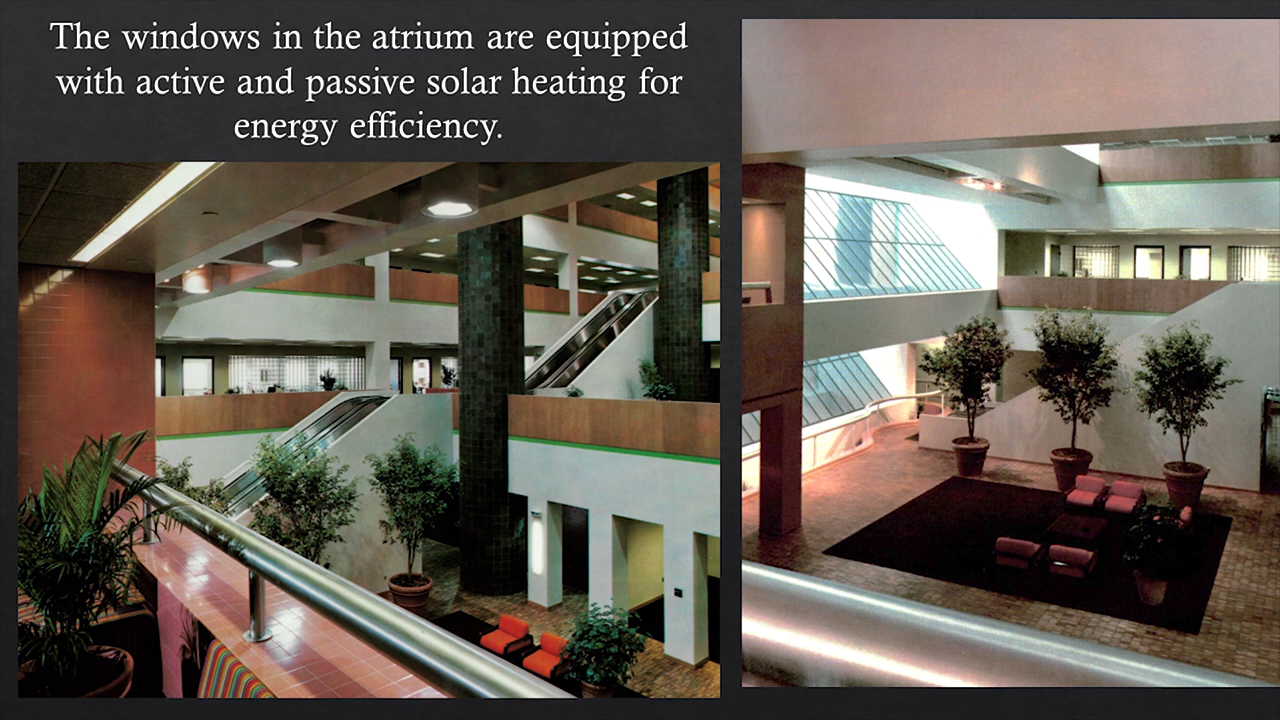 The windows in the atrium are equipped
with active and passive solar heating for
energy efficiency.